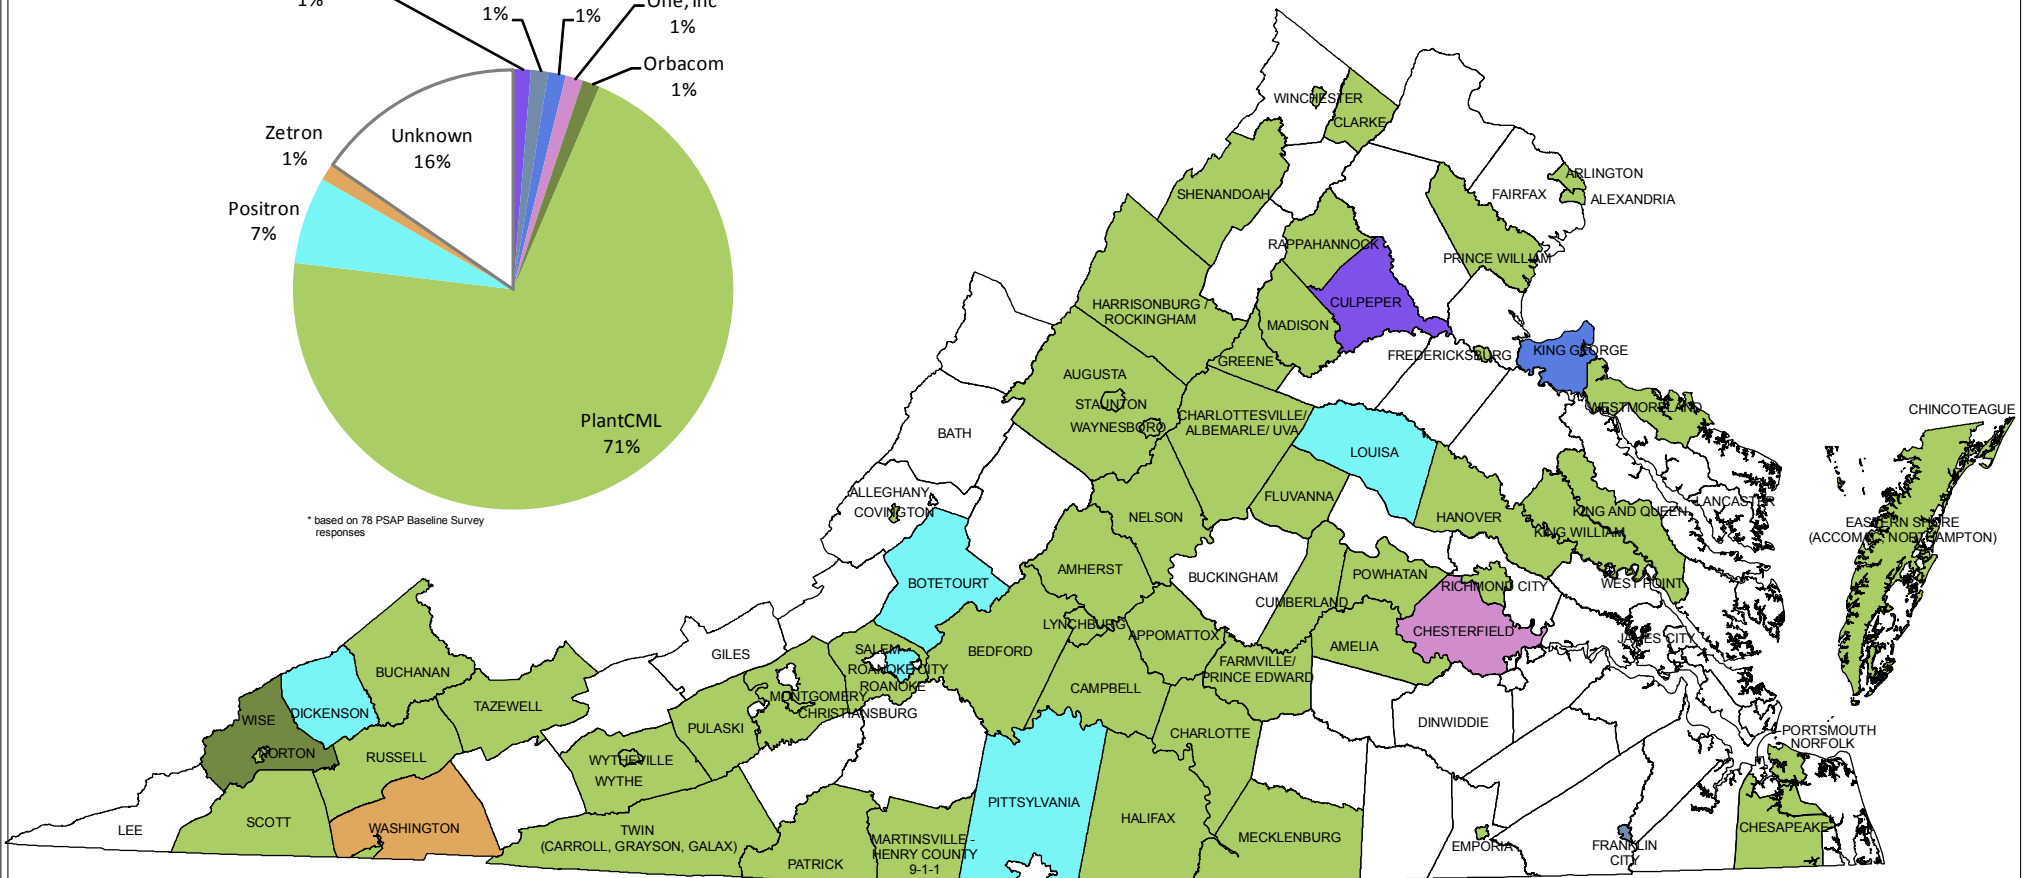 1%
1%
1%
One, Inc
1%
Orbacom
1%
Zetron
1%
Unknown
16%
Positron
7%
PlantCML
71%
* based on 78 PSAP Baseline Survey
responses
WINCHESTER
CLARKE
SHENANDOAH
FAIRFAX
ARLINGTON
ALEXANDRIA
RAPPAHANNOCK
PRINCE WILLIAM
CULPEPER
HARRISONBURG /
ROCKINGHAM
MADISON
GREENE
FREDERICKSBURG
KING GEORGE
AUGUSTA
STAUNTON
WAYNESBORO
CHARLOTTESVILLE/
ALBEMARLE/ UVA
WESTMORELAND
CHINCOTEAGUE
BATH
LOUISA
ALLEGHANY
COVINGTON
NELSON
FLUVANNA
HANOVER
KING AND QUEEN
KING WILLIAM
LANCASTER
EASTERN SHORE
(ACCOMAC, NORTHAMPTON)
BOTETOURT
AMHERST
BUCKINGHAM
POWHATAN
CUMBERLAND
RICHMOND CITY
WEST POINT
CHESTERFIELD
JAMES CITY
LYNCHBURG
APPOMATTOX
AMELIA
BEDFORD
SALEM
ROANOKE CITY
ROANOKE
GILES
FARMVILLE/
PRINCE EDWARD
BUCHANAN
CAMPBELL
MONTGOMERY
CHRISTIANSBURG
TAZEWELL
PULASKI
DICKENSON
WISE
NORTON
RUSSELL
CHARLOTTE
DINWIDDIE
PORTSMOUTH
NORFOLK
WYTHEVILLE
WYTHE
PITTSYLVANIA
HALIFAX
LEE
SCOTT
WASHINGTON
TWIN
(CARROLL, GRAYSON, GALAX)
PATRICK
MARTINSVILLE -
HENRY COUNTY
9-1-1
MECKLENBURG
EMPORIA
FRANKLIN
CITY
CHESAPEAKE